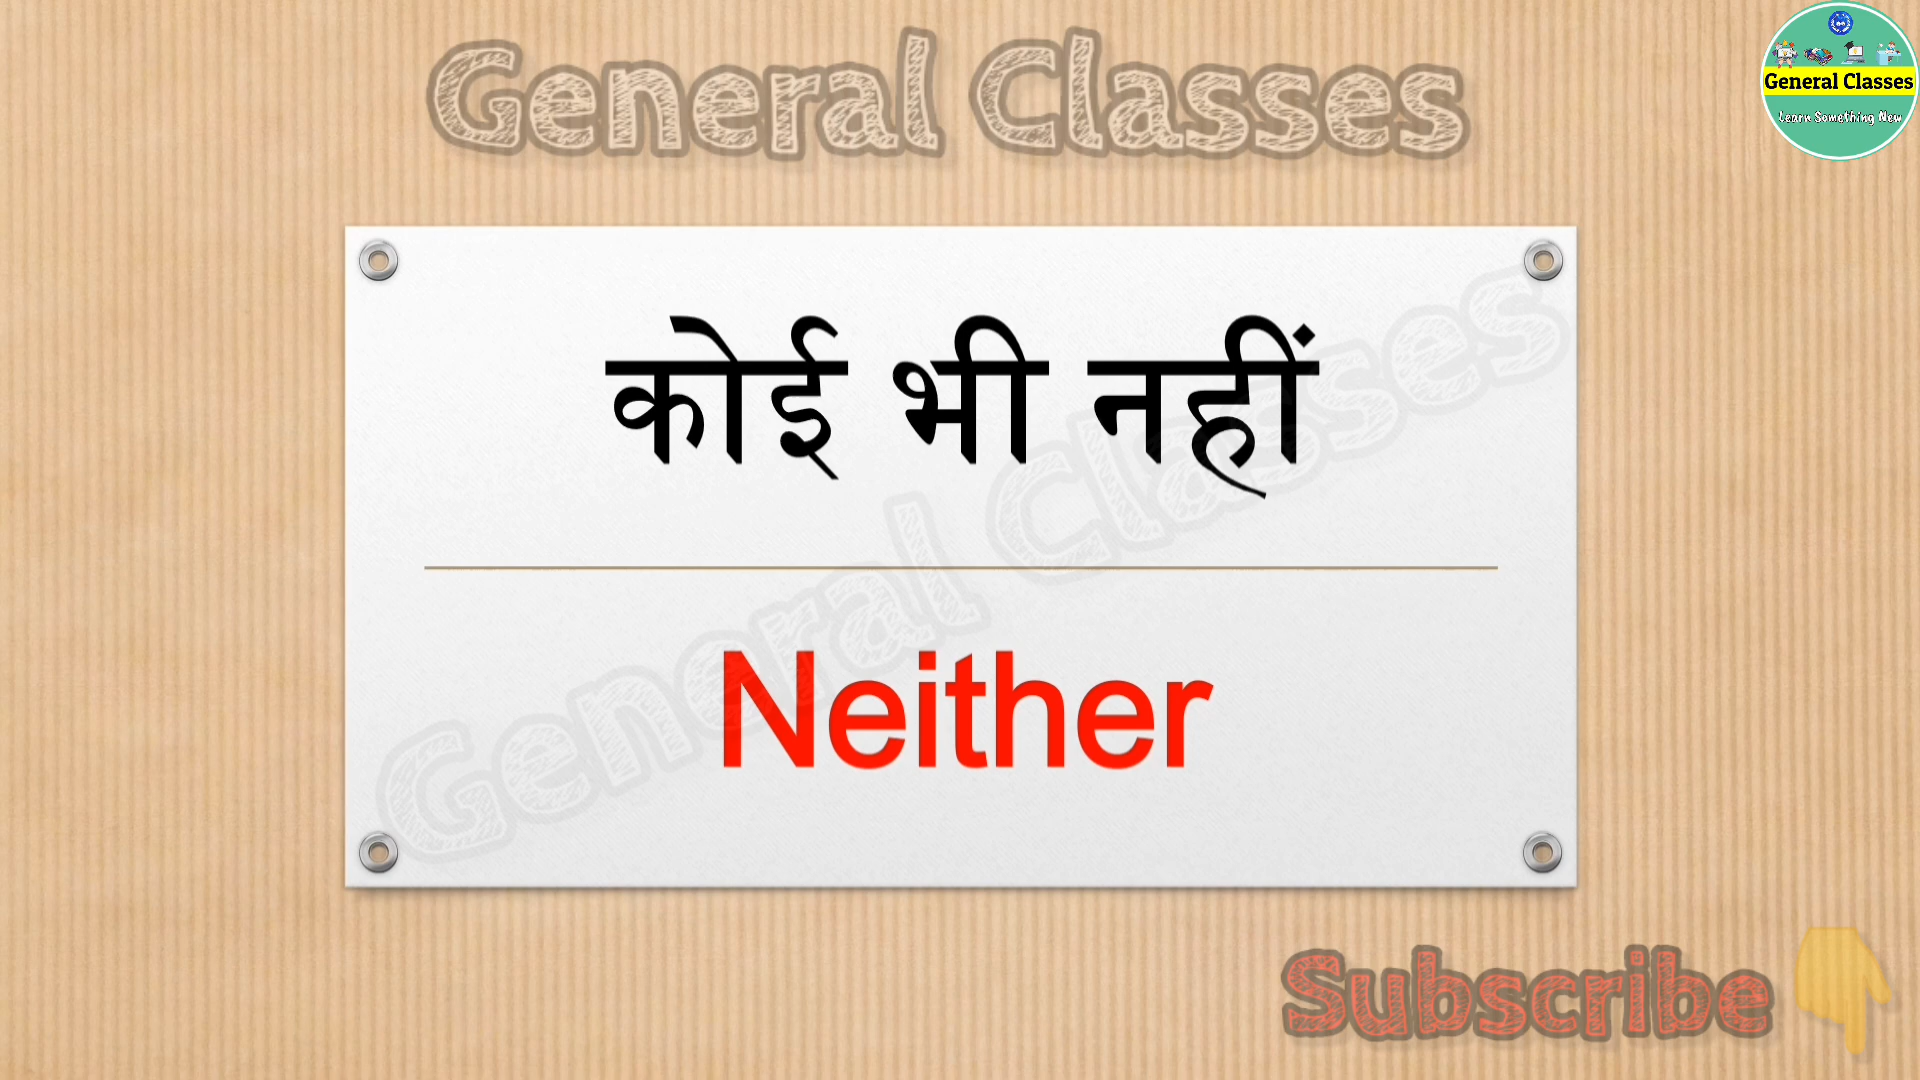 General Classes
General Classes
Learn Something New
कोई भी नहीं
General Classes
Neither
Subscribe